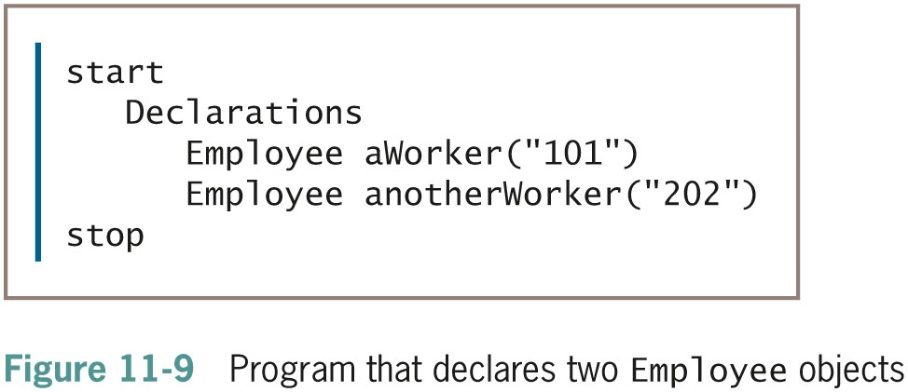 start
Declarations
Employee aWorker("101")
Employee anotherWorker("202")
stop
Figure 11-9 Program that declares two Employee objects